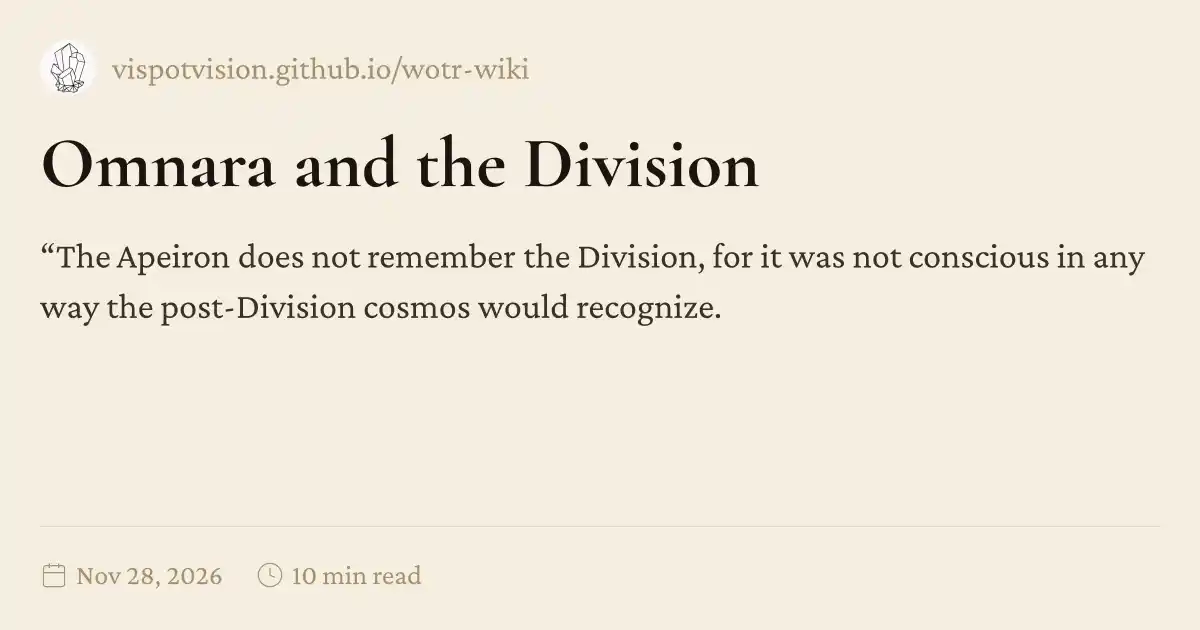 vispotvision.github.io/wotr-wiki
Omnara and the Division
“The Apeiron does not remember the Division, for it was not conscious in any
way the post-Division cosmos would recognize.
Nov 28, 2026
10 min read